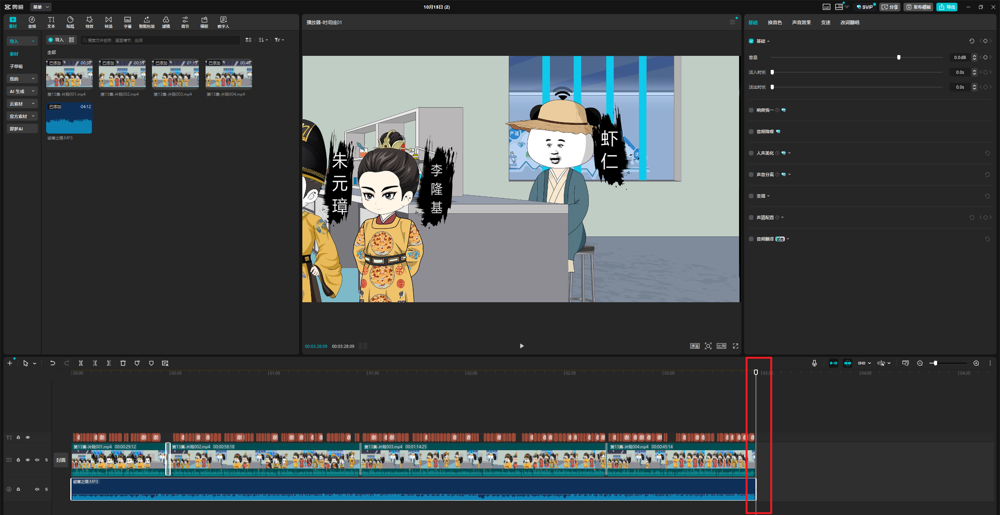 剪映
菜单
10月15日 (2)
SVIP
分享
发布模板
导出
素材
音频
文本
贴纸
特效
转场
字幕
智能包装
滤镜
调节
模板
数字人
导入
素材
子草稿
我的
AI 生成
云素材
官方素材
即梦AI
导入
搜索文件名称、画面情节、台词
全部
已添加 00:30
已添加 00:59
已添加 01:15
已添加 00:46
第13集-片段001.mp4
第13集-片段002.mp4
第13集-片段003.mp4
第13集-片段004.mp4
已添加 04:12
破寒之暖.MP3
播放器-时间线01
朱元璋
李隆基
虾仁
00:03:28:09 00:03:28:09
原画
比例
基础
换音色
声音效果
变速
改词翻唱
基础
音量 0.0dB
淡入时长 0.0s
淡出时长 0.0s
响度统一
音频降噪
人声美化
声音分离
变调
声道配置
音频翻译 试用
00:00
00:30
01:00
01:30
02:00
02:30
03:00
03:30
04:00
04:30
TI
封面
S
第13集-片段001.mp4 00:00:29:12
第13集-片段002.mp4 00:00:58:18
第13集-片段003.mp4 00:01:14:25
第13集-片段004.mp4 00:00:45:14
S
破寒之暖.MP3